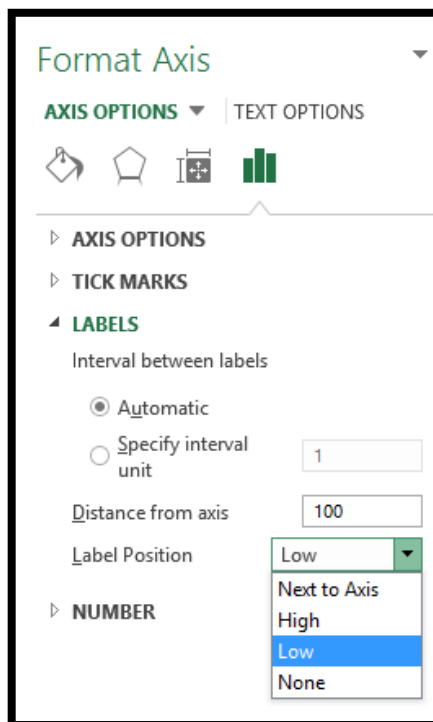 Format Axis
AXIS OPTIONS TEXT OPTIONS
AXIS OPTIONS
TICK MARKS
LABELS
Interval between labels
Automatic
Specify interval
unit
1
Distance from axis 100
Label Position Low
Next to Axis
High
Low
None
NUMBER